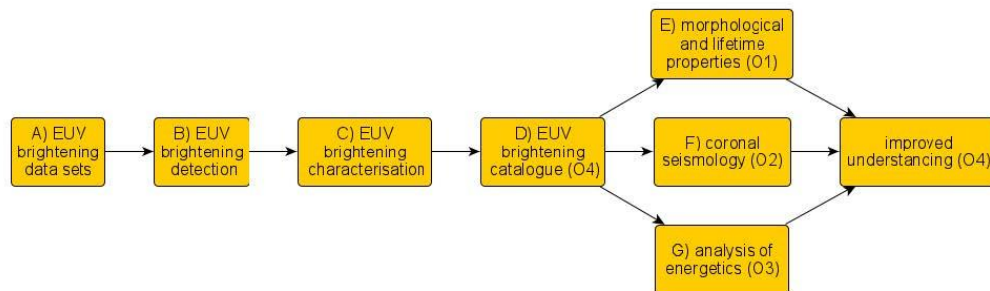 A) EUV
brightening
data sets
B) EUV
brightening
detection
C) EUV
brightening
characterisation
D) EUV
brightening
catalogue (O4)
E) morphological
and lifetime
properties (O1)
F) coronal
seismology (O2)
G) analysis of
energetics (O3)
improved
understancing (O4)